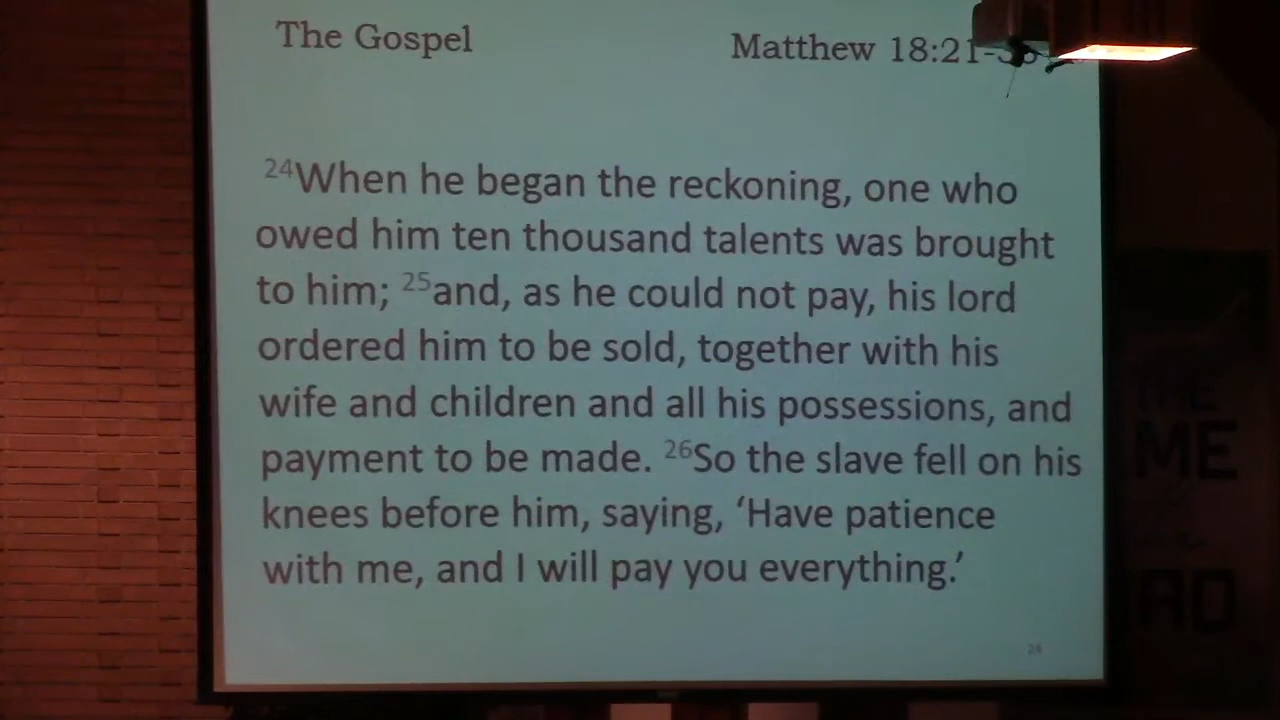 The Gospel
Matthew 18:21-
24When he began the reckoning, one who
owed him ten thousand talents was brought
to him; 25and, as he could not pay, his lord
ordered him to be sold, together with his
wife and children and all his possessions, and
payment to be made. 26So the slave fell on his
knees before him, saying, ‘Have patience
with me, and I will pay you everything.’
THE
ME